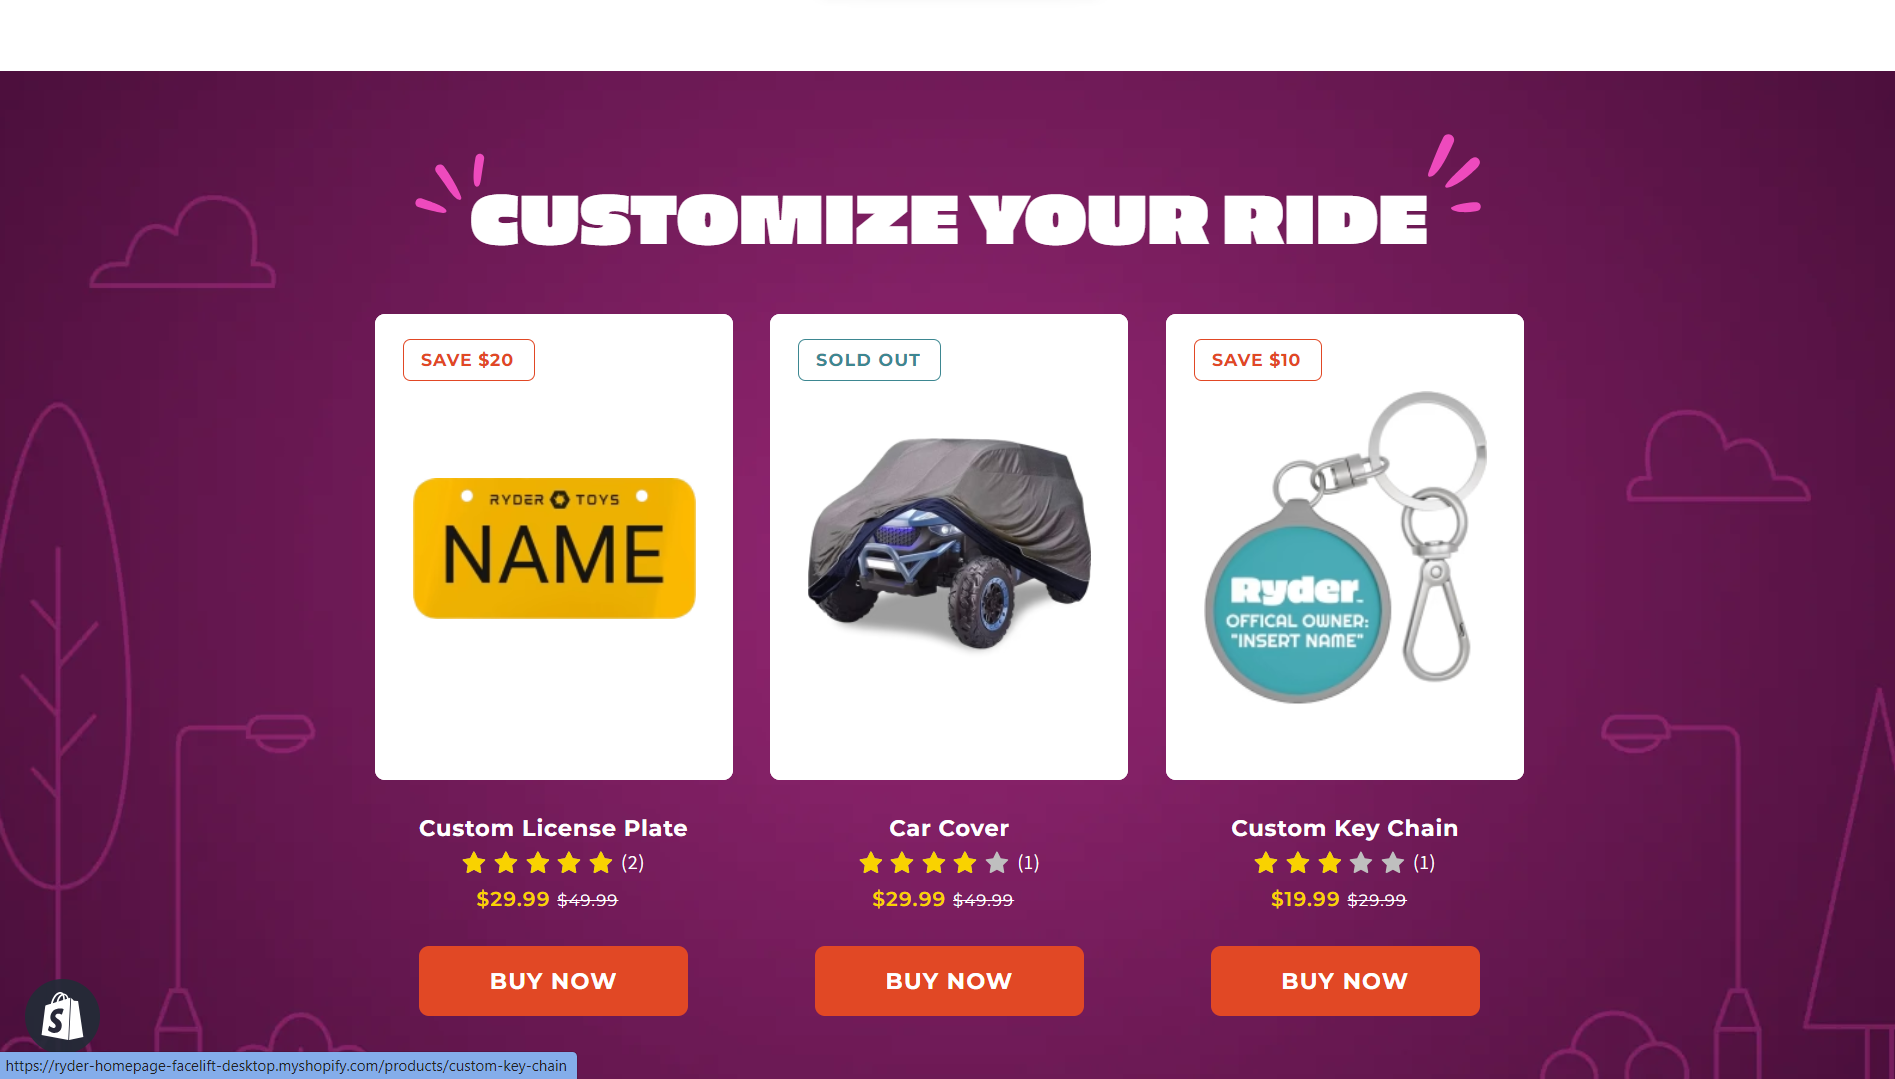 CUSTOMIZE YOUR RIDE
SAVE $20
RYDER TOYS
NAME
SOLD OUT
SAVE $10
Ryder™
OFFICAL OWNER:
"INSERT NAME"
Custom License Plate
(2)
$29.99 $49.99
BUY NOW
Car Cover
(1)
$29.99 $49.99
BUY NOW
Custom Key Chain
(1)
$19.99 $29.99
BUY NOW
S
https://ryder-homepage-facelift-desktop.myshopify.com/products/custom-key-chain